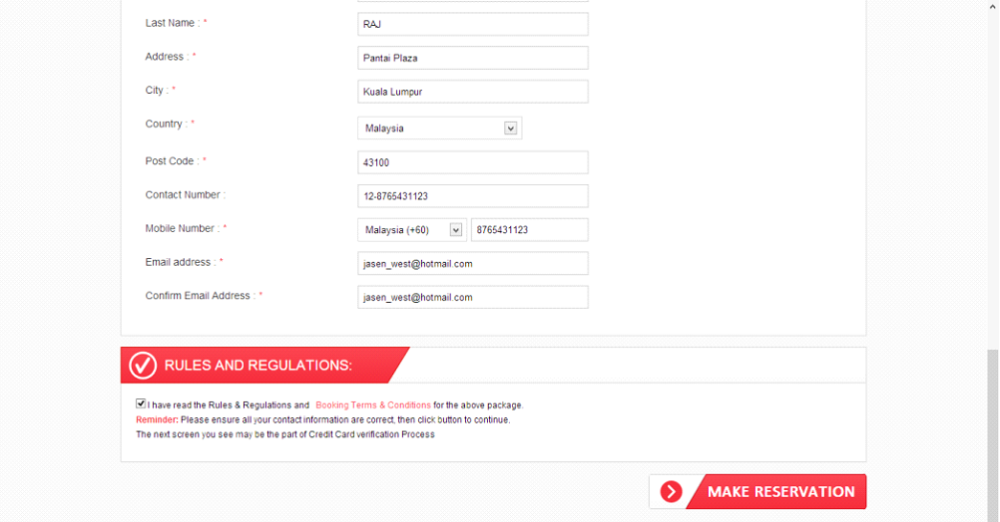 Last Name : * RAJ
Address : * Pantai Plaza
City : * Kuala Lumpur
Country : * Malaysia
Post Code : * 43100
Contact Number : 12-8765431123
Mobile Number : * Malaysia (+60) 8765431123
Email address : * jasen_west@hotmail.com
Confirm Email Address : * jasen_west@hotmail.com
RULES AND REGULATIONS:
I have read the Rules & Regulations and Booking Terms & Conditions for the above package.
Reminder: Please ensure all your contact information are correct, then click button to continue.
The next screen you see may be the part of Credit Card verification Process
MAKE RESERVATION